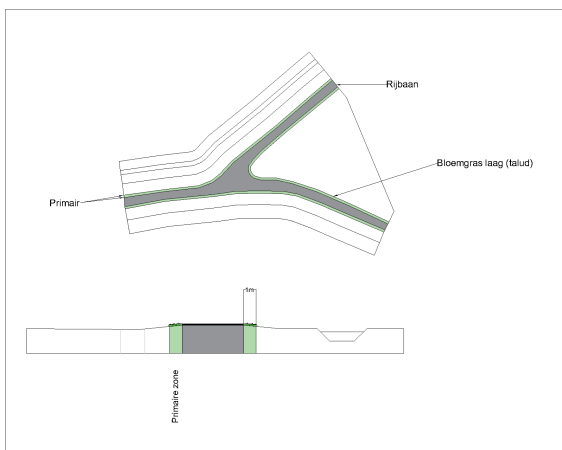 Rijbaan
Bloemgras laag (talud)
Primair
1m
Primaire zone